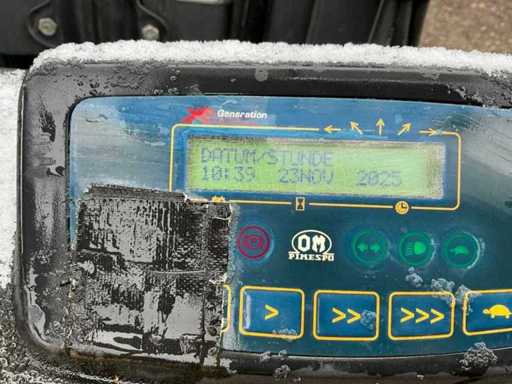 Generation
DATUM/STUNDE
10:39 23NOV 2025
OM
PIMESPO
> >> >>>